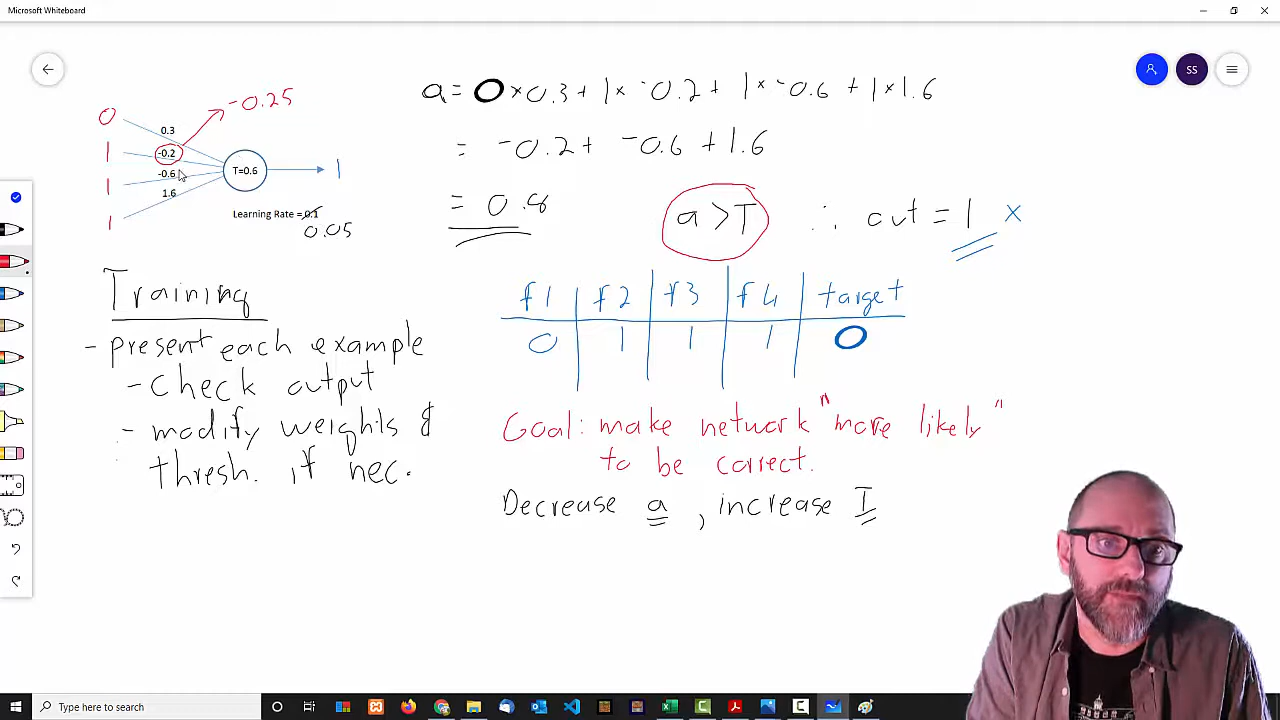 Microsoft Whiteboard
SS
-0.25
0
1
1
1
0.3
-0.2
-0.6
1.6
T=0.6
1
Learning Rate = 0.1
0.05
a = 0 × 0.3 + 1 × -0.2 + 1 × -0.6 + 1 × 1.6
= -0.2 + -0.6 + 1.6
= 0.8
a > T ∴ out = 1 ×
Training
- present each example
- check output
- modify weights &
thresh. if nec.
f1 f2 f3 f4 target
0 1 1 1 0
Goal: make network "more likely"
to be correct.
Decrease a, increase T
Type here to search